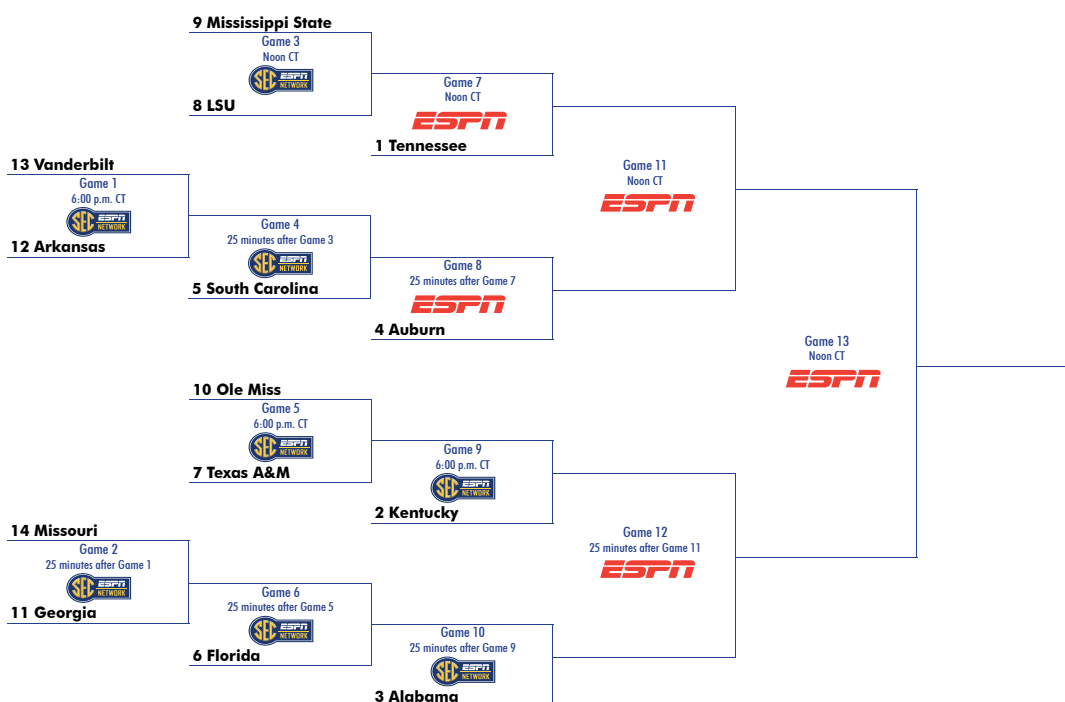 9 Mississippi State
Game 3
Noon CT
SEC ESPN NETWORK
8 LSU
Game 7
Noon CT
ESPN
1 Tennessee
13 Vanderbilt
Game 1
6:00 p.m. CT
SEC ESPN NETWORK
12 Arkansas
Game 4
25 minutes after Game 3
SEC ESPN NETWORK
5 South Carolina
Game 8
25 minutes after Game 7
ESPN
4 Auburn
Game 11
Noon CT
ESPN
Game 13
Noon CT
ESPN
10 Ole Miss
Game 5
6:00 p.m. CT
SEC ESPN NETWORK
7 Texas A&M
Game 9
6:00 p.m. CT
SEC ESPN NETWORK
2 Kentucky
14 Missouri
Game 2
25 minutes after Game 1
SEC ESPN NETWORK
11 Georgia
Game 6
25 minutes after Game 5
SEC ESPN NETWORK
6 Florida
Game 10
25 minutes after Game 9
SEC ESPN NETWORK
3 Alabama
Game 12
25 minutes after Game 11
ESPN